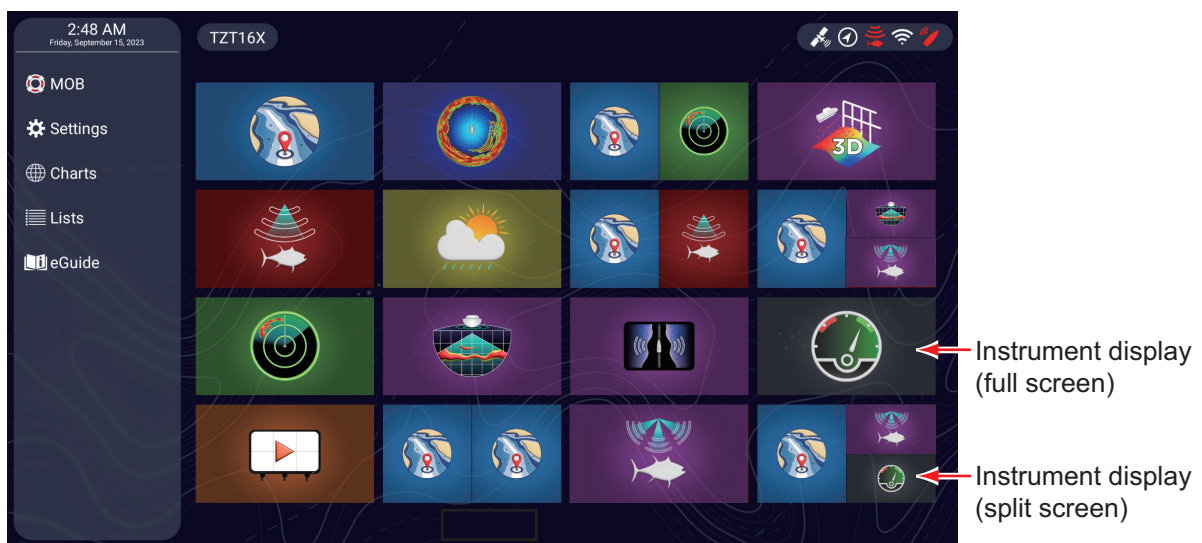 2:48 AM
Friday, September 15, 2023
TZT16X
MOB
Settings
Charts
Lists
eGuide
3D
Instrument display
(full screen)
Instrument display
(split screen)